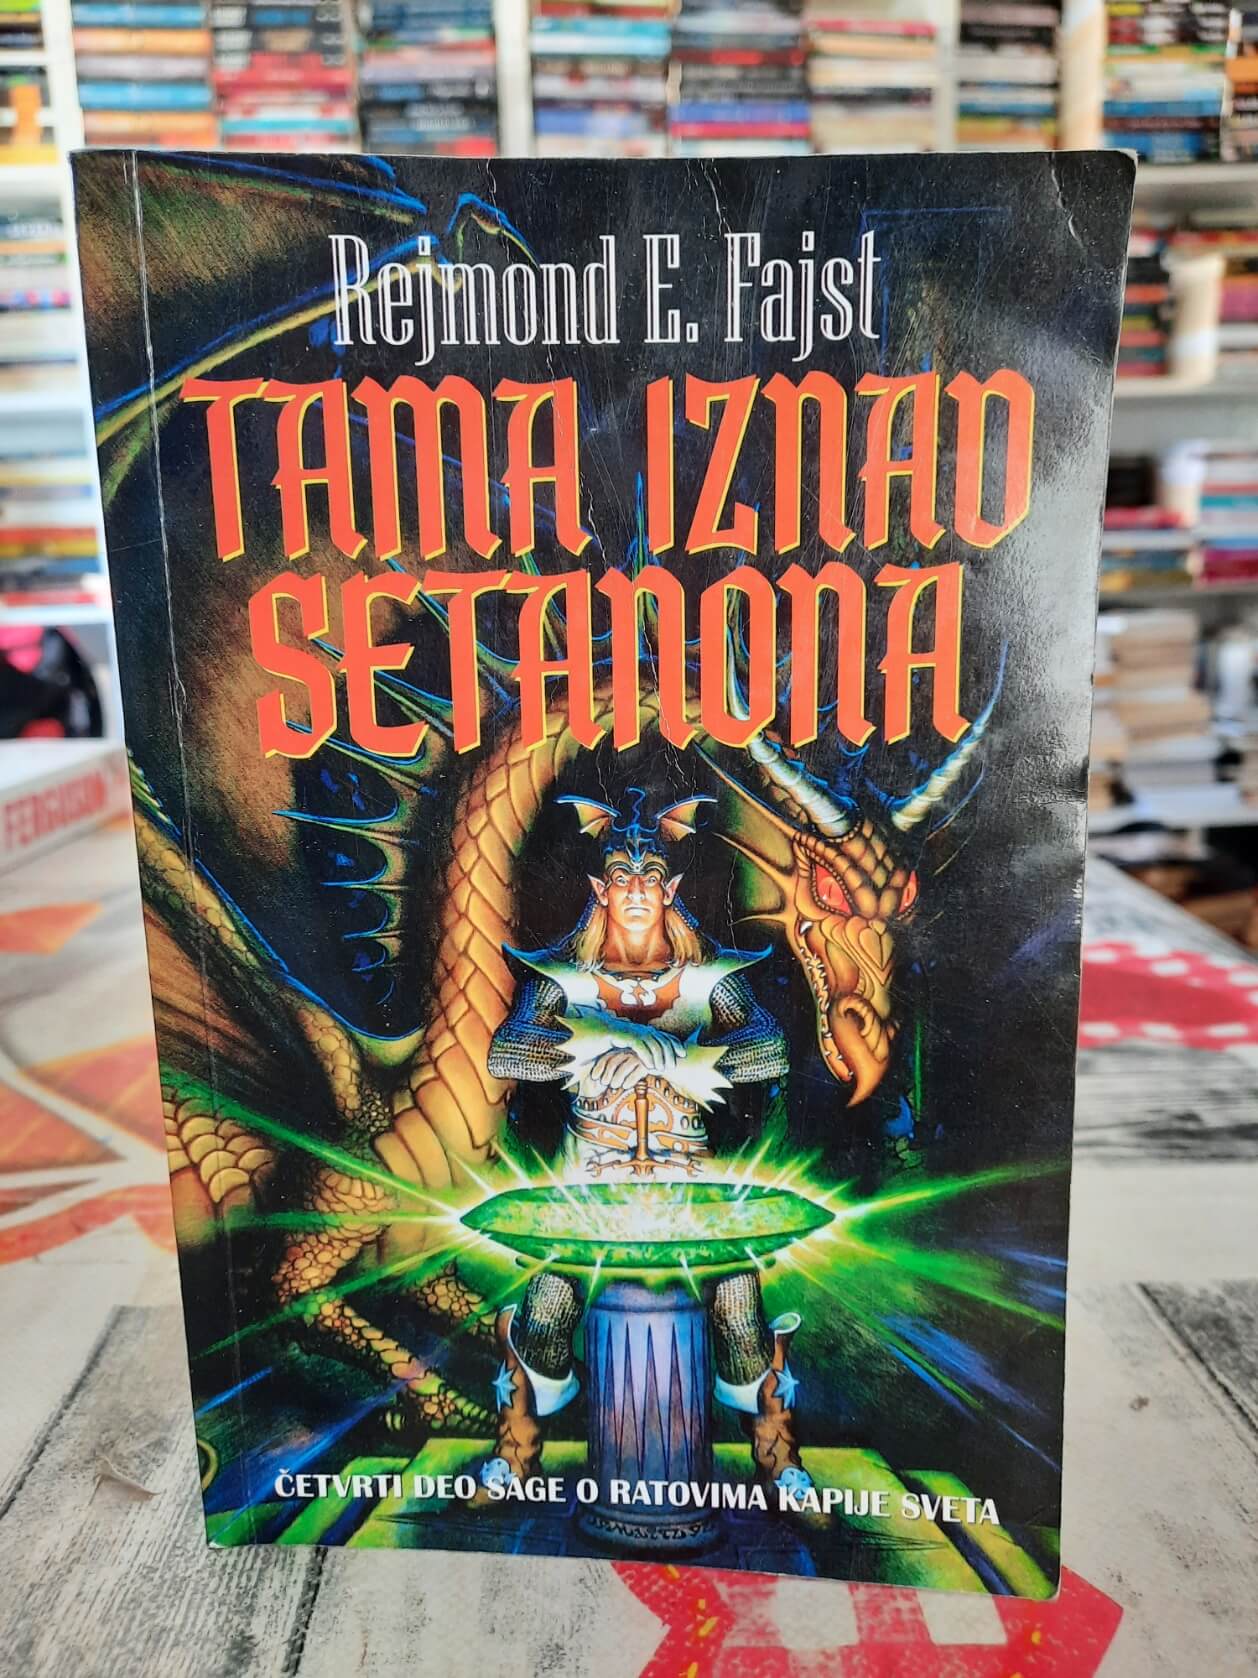 Rejmond E. Fajst
TAMA IZNAD
SETANONA
ČETVRTI DEO SAGE O RATOVIMA KAPIJE SVETA